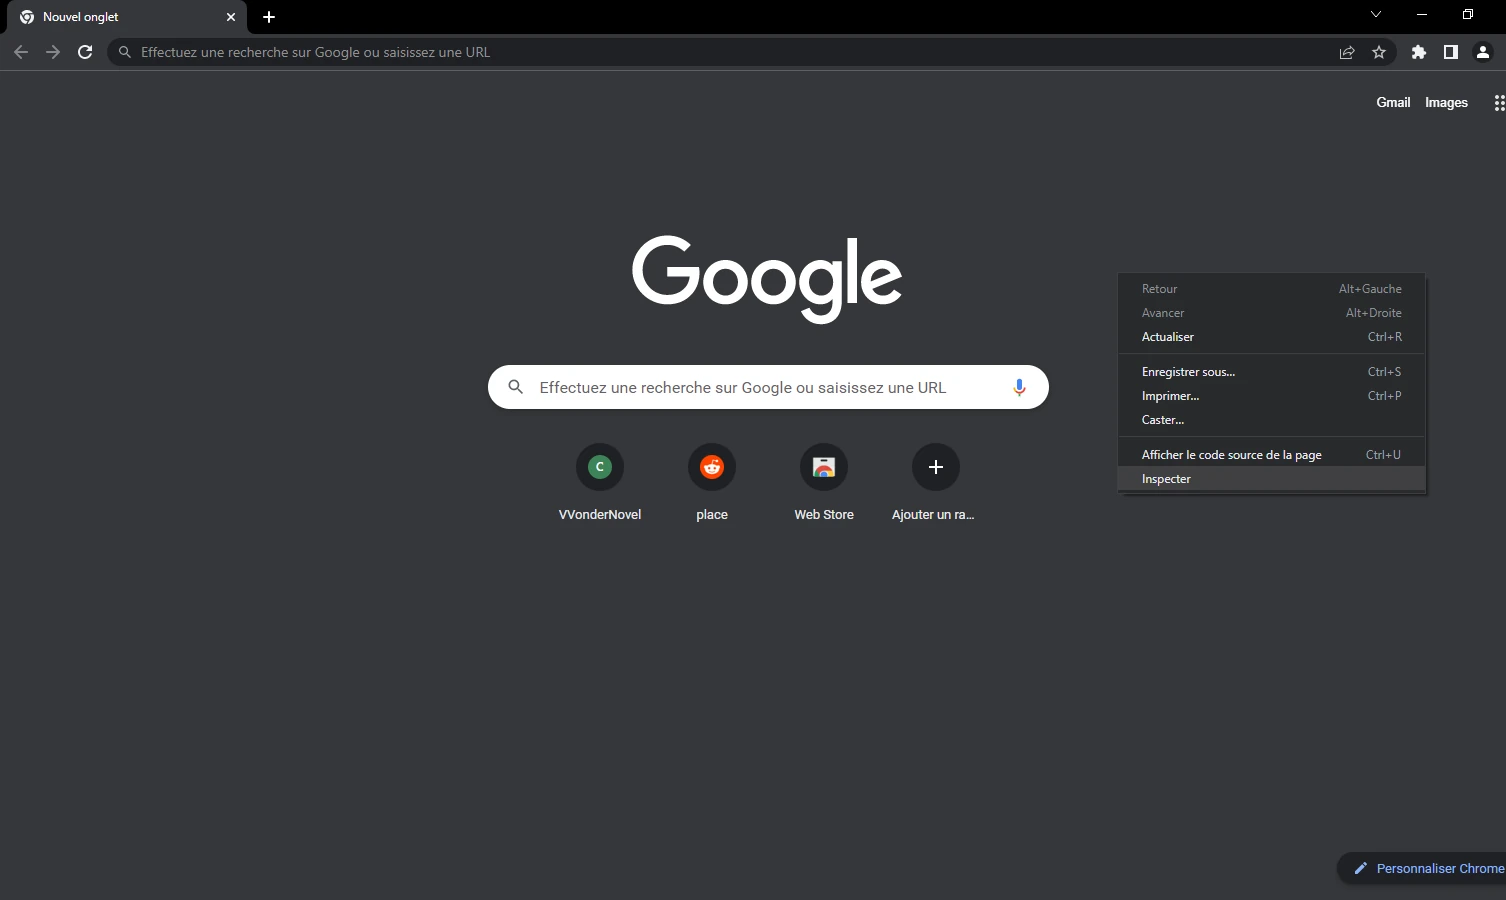 Nouvel onglet
Effectuez une recherche sur Google ou saisissez une URL
Gmail Images
Google
Effectuez une recherche sur Google ou saisissez une URL
C
VVonderNovel
place
Web Store
Ajouter un ra...
Retour Alt+Gauche
Avancer Alt+Droite
Actualiser Ctrl+R
Enregistrer sous... Ctrl+S
Imprimer... Ctrl+P
Caster...
Afficher le code source de la page Ctrl+U
Inspecter
Personnaliser Chrome